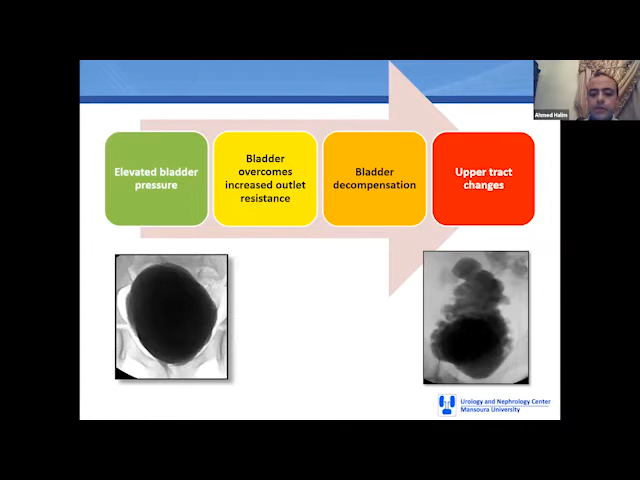 Ahmed Halim
Elevated bladder
pressure
Bladder
overcomes
increased outlet
resistance
Bladder
decompensation
Upper tract
changes
Urology and Nephrology Center
Mansoura University